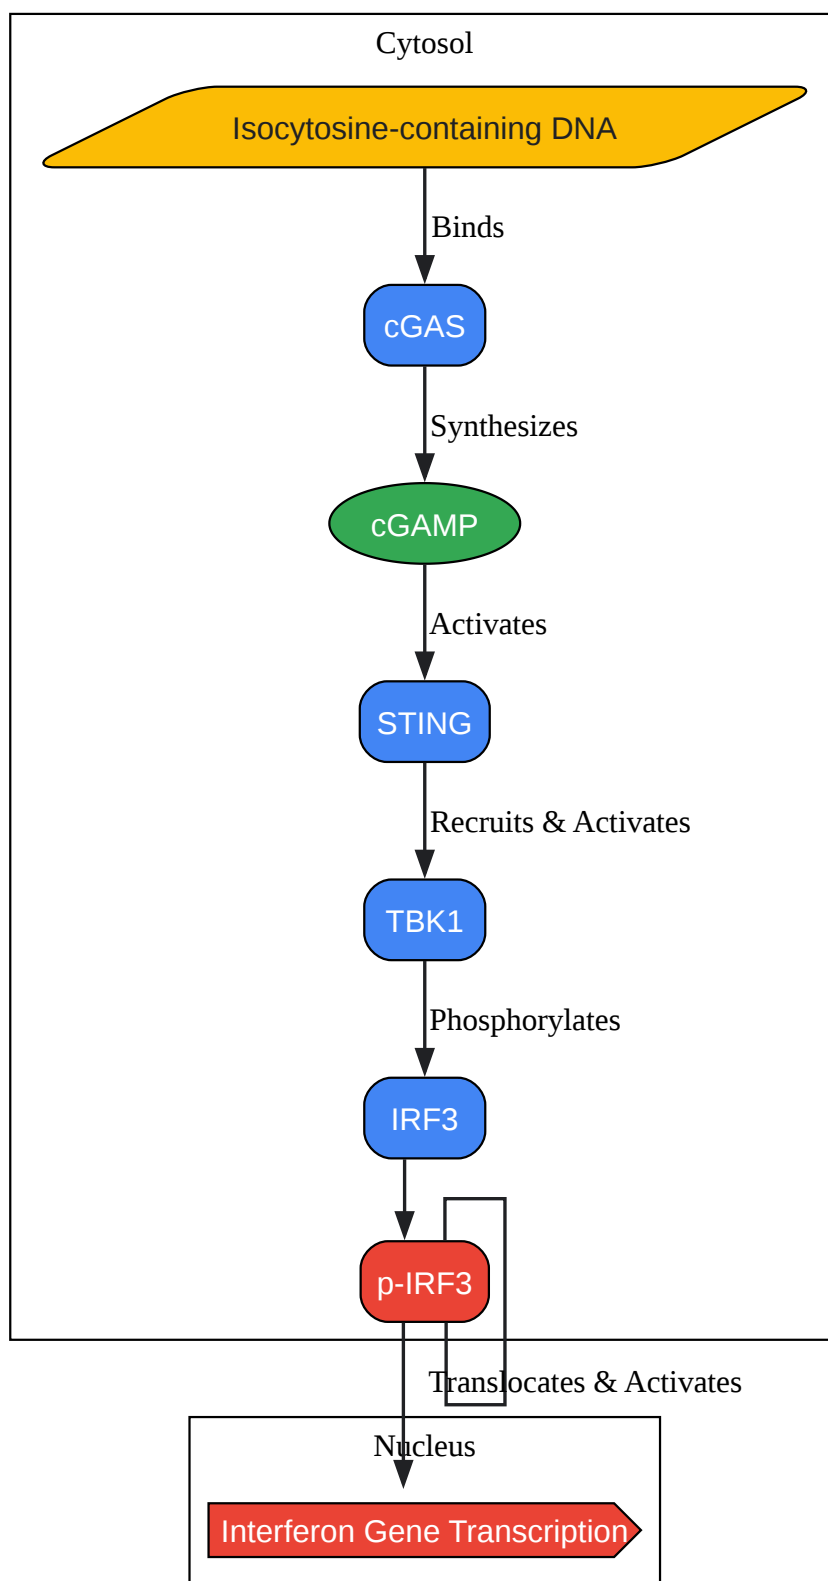 Cytosol
Isocytosine-containing DNA
Binds
cGAS
Synthesizes
cGAMP
Activates
STING
Recruits & Activates
TBK1
Phosphorylates
IRF3
p-IRF3
Translocates & Activates
Nucleus
Interferon Gene Transcription